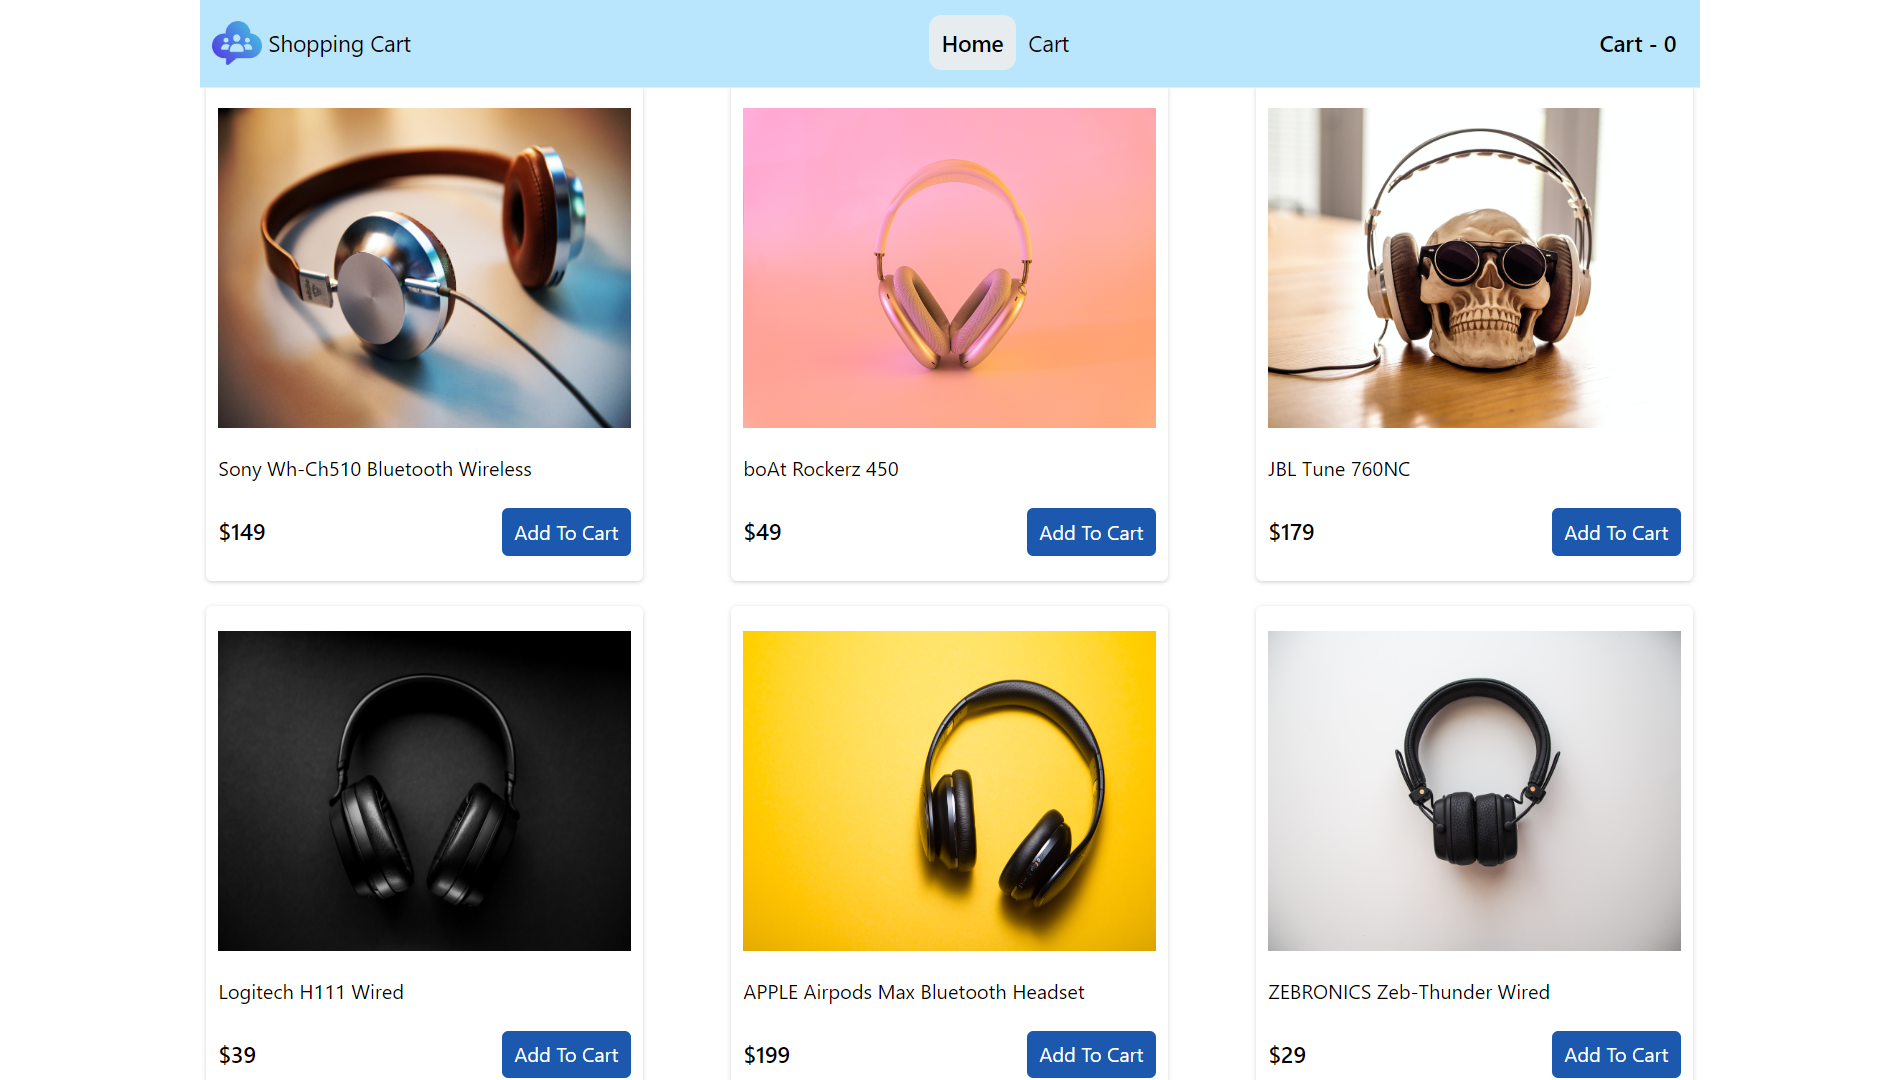 Shopping Cart
Home
Cart
Cart - 0
Sony Wh-Ch510 Bluetooth Wireless
$149
Add To Cart
boAt Rockerz 450
$49
Add To Cart
JBL Tune 760NC
$179
Add To Cart
Logitech H111 Wired
$39
Add To Cart
APPLE Airpods Max Bluetooth Headset
$199
Add To Cart
ZEBRONICS Zeb-Thunder Wired
$29
Add To Cart